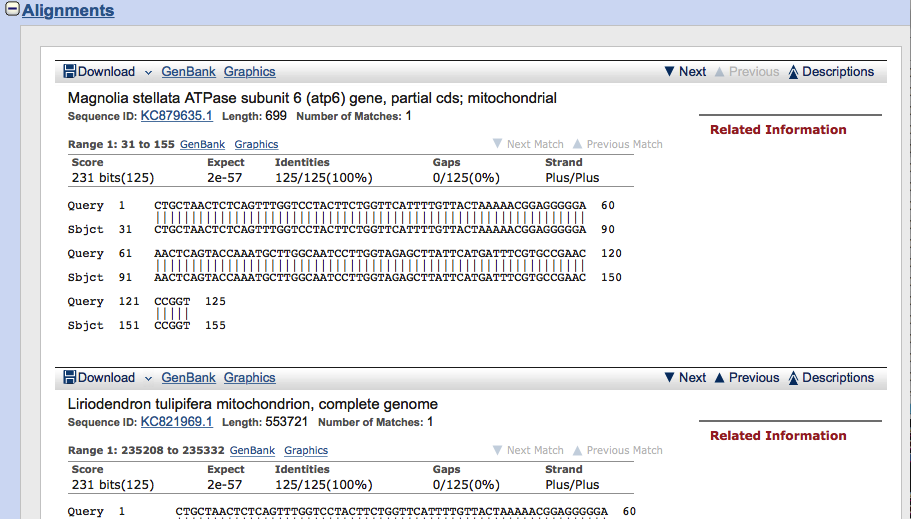 Alignments
Download GenBank Graphics Next Previous Descriptions
Magnolia stellata ATPase subunit 6 (atp6) gene, partial cds; mitochondrial
Sequence ID: KC879635.1 Length: 699 Number of Matches: 1
Related Information
Range 1: 31 to 155 GenBank Graphics Next Match Previous Match
Score Expect Identities Gaps Strand
231 bits(125) 2e-57 125/125(100%) 0/125(0%) Plus/Plus
Query 1 CTGCTAACTCTCAGTTTGGTCCTACTTCTGGTTCATTTTGTTACTAAAAACGGAGGGGGA 60
Sbjct 31 CTGCTAACTCTCAGTTTGGTCCTACTTCTGGTTCATTTTGTTACTAAAAACGGAGGGGGA 90
Query 61 AACTCAGTACCAAATGCTTGGCAATCCTTGGTAGAGCTTATTCATGATTTCGTGCCGAAC 120
Sbjct 91 AACTCAGTACCAAATGCTTGGCAATCCTTGGTAGAGCTTATTCATGATTTCGTGCCGAAC 150
Query 121 CCGGT 125
Sbjct 151 CCGGT 155
Download GenBank Graphics Next Previous Descriptions
Liriodendron tulipifera mitochondrion, complete genome
Sequence ID: KC821969.1 Length: 553721 Number of Matches: 1
Related Information
Range 1: 235208 to 235332 GenBank Graphics Next Match Previous Match
Score Expect Identities Gaps Strand
231 bits(125) 2e-57 125/125(100%) 0/125(0%) Plus/Plus
Query 1 CTGCTAACTCTCAGTTTGGTCCTACTTCTGGTTCATTTTGTTACTAAAAACGGAGGGGGA 60